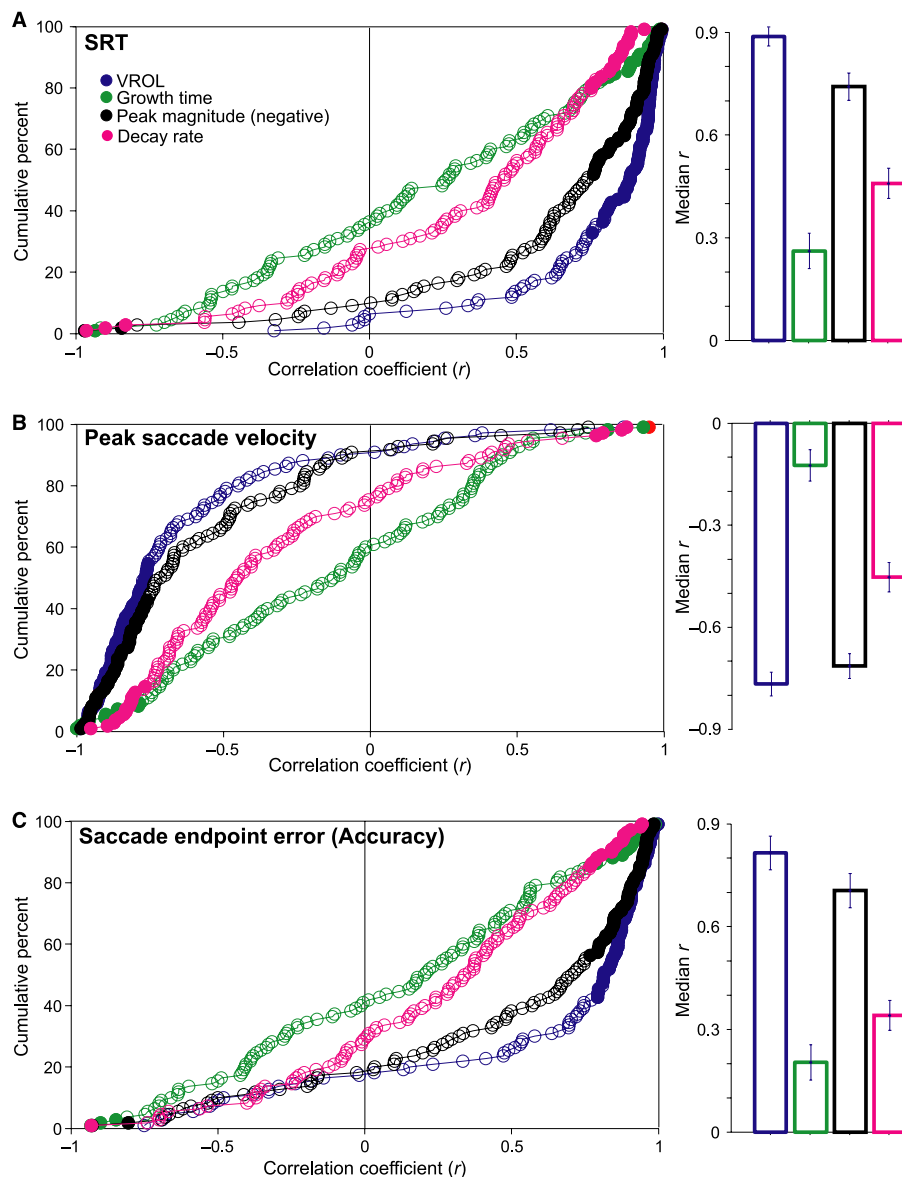 A
SRT
VROL
Growth time
Peak magnitude (negative)
Decay rate
Cumulative percent
100
80
60
40
20
0
–1
–0.5
0
0.5
1
Correlation coefficient (r)
Median r
0.9
0.6
0.3
0
B
Peak saccade velocity
Cumulative percent
100
80
60
40
20
0
–1
–0.5
0
0.5
1
Correlation coefficient (r)
Median r
0
–0.3
–0.6
–0.9
C
Saccade endpoint error (Accuracy)
Cumulative percent
100
80
60
40
20
0
–1
–0.5
0
0.5
1
Correlation coefficient (r)
Median r
0.9
0.6
0.3
0